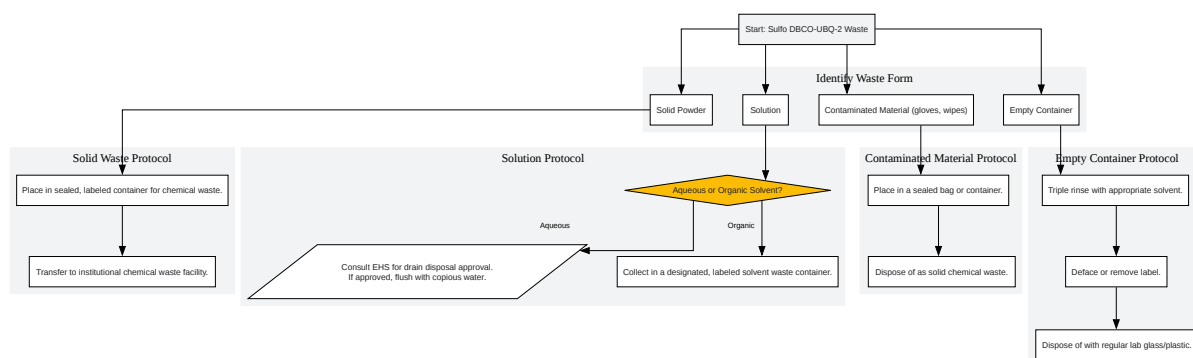 Start: Sulfo DBCO-UBQ-2 Waste
Identify Waste Form
Solid Powder
Solution
Contaminated Material (gloves, wipes)
Empty Container
Solid Waste Protocol
Solution Protocol
Contaminated Material Protocol
Empty Container Protocol
Place in sealed, labeled container for chemical waste.
Aqueous or Organic Solvent?
Place in a sealed bag or container.
Triple rinse with appropriate solvent.
Aqueous
Organic
Transfer to institutional chemical waste facility.
Consult EHS for drain disposal approval.
If approved, flush with copious water.
Collect in a designated, labeled solvent waste container.
Dispose of as solid chemical waste.
Deface or remove label.
Dispose of with regular lab glass/plastic.